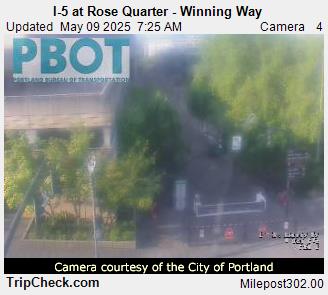 I-5 at Rose Quarter - Winning Way
Updated May 09 2025 7:25 AM Camera 4
PBOT
PORTLAND BUREAU OF TRANSPORTATION
Camera courtesy of the City of Portland
TripCheck.com Milepost302.00